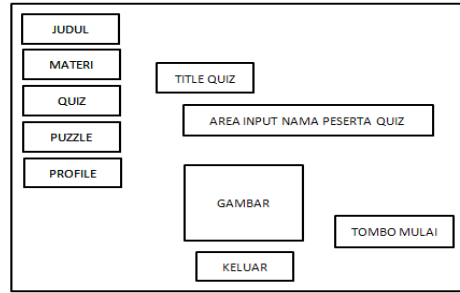 JUDUL
MATERI
QUIZ
PUZZLE
PROFILE
TITLE QUIZ
AREA INPUT NAMA PESERTA QUIZ
GAMBAR
TOMBO MULAI
KELUAR